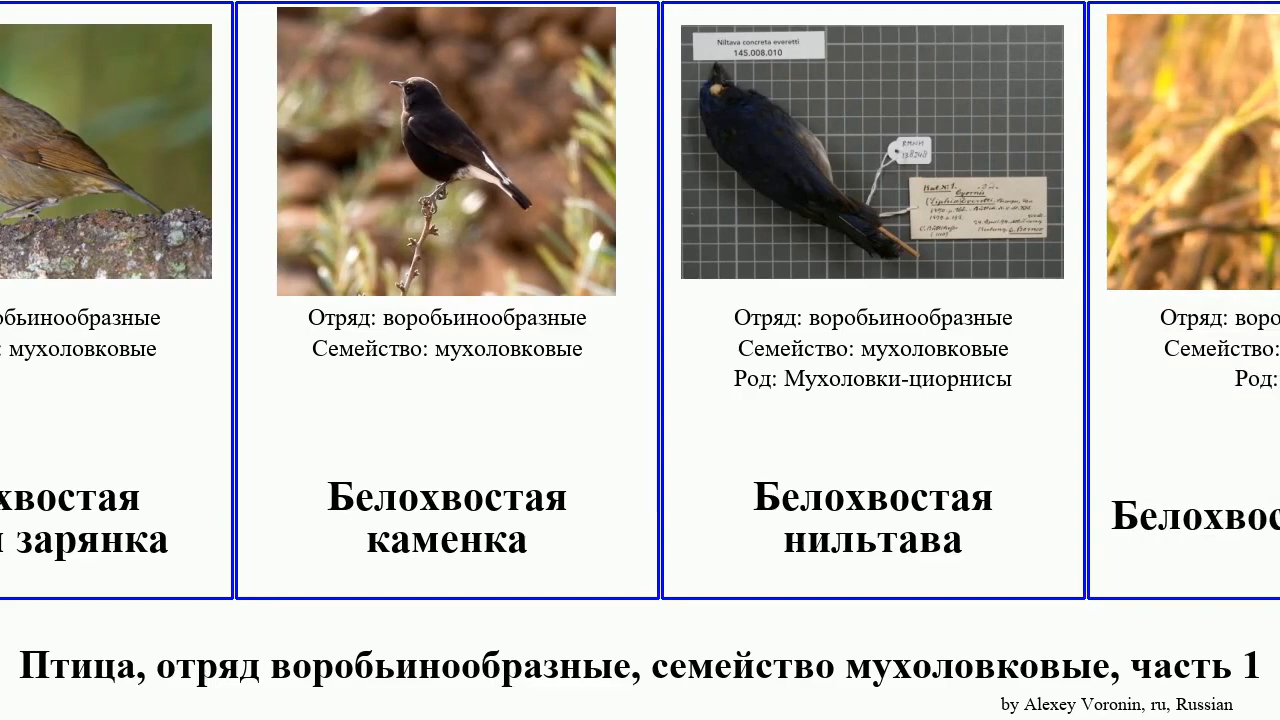 Niltava concreta everetti
145.008.010
обьинообразные
: мухоловковые
хвостая
зарянка
Отряд: воробьинообразные
Семейство: мухоловковые
Белохвостая
каменка
Отряд: воробьинообразные
Семейство: мухоловковые
Род: Мухоловки-циорнисы
Белохвостая
нильтава
Отряд: воро
Семейство:
Род:
Белохвос
Птица, отряд воробьинообразные, семейство мухоловковые, часть 1
by Alexey Voronin, ru, Russian